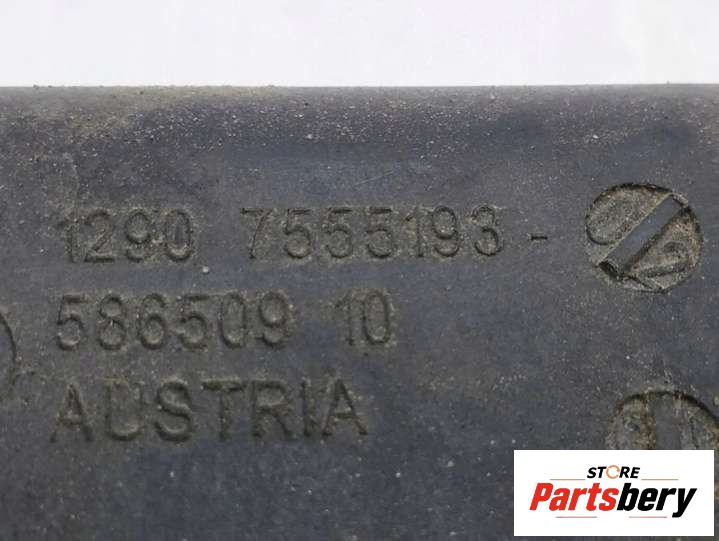 1290 7555193-
586509 10
AUSTRIA
STORE
Partsbery